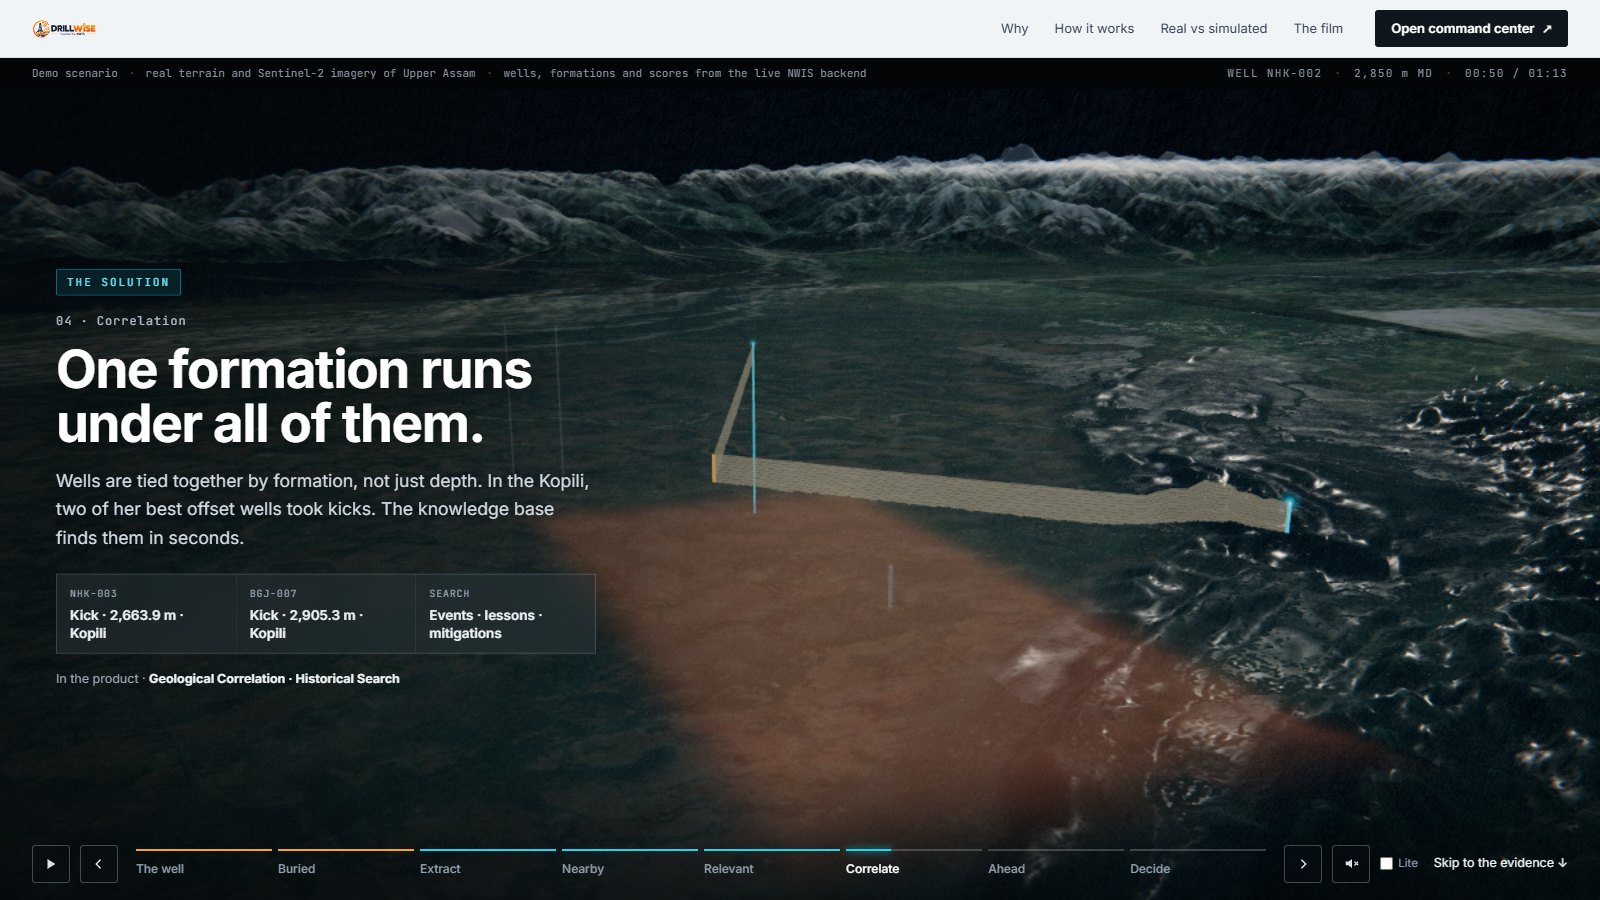 DRILLWISE
Why
How it works
Real vs simulated
The film
Open command center ↗
Demo scenario · real terrain and Sentinel-2 imagery of Upper Assam · wells, formations and scores from the live NWIS backend
WELL NHK-002 · 2,850 m MD · 00:50 / 01:13
THE SOLUTION
04 · Correlation
One formation runs
under all of them.
Wells are tied together by formation, not just depth. In the Kopili,
two of her best offset wells took kicks. The knowledge base
finds them in seconds.
NHK-003
Kick · 2,663.9 m ·
Kopili
BGJ-007
Kick · 2,905.3 m ·
Kopili
SEARCH
Events · lessons ·
mitigations
In the product · Geological Correlation · Historical Search
The well
Buried
Extract
Nearby
Relevant
Correlate
Ahead
Decide
Lite
Skip to the evidence ↓